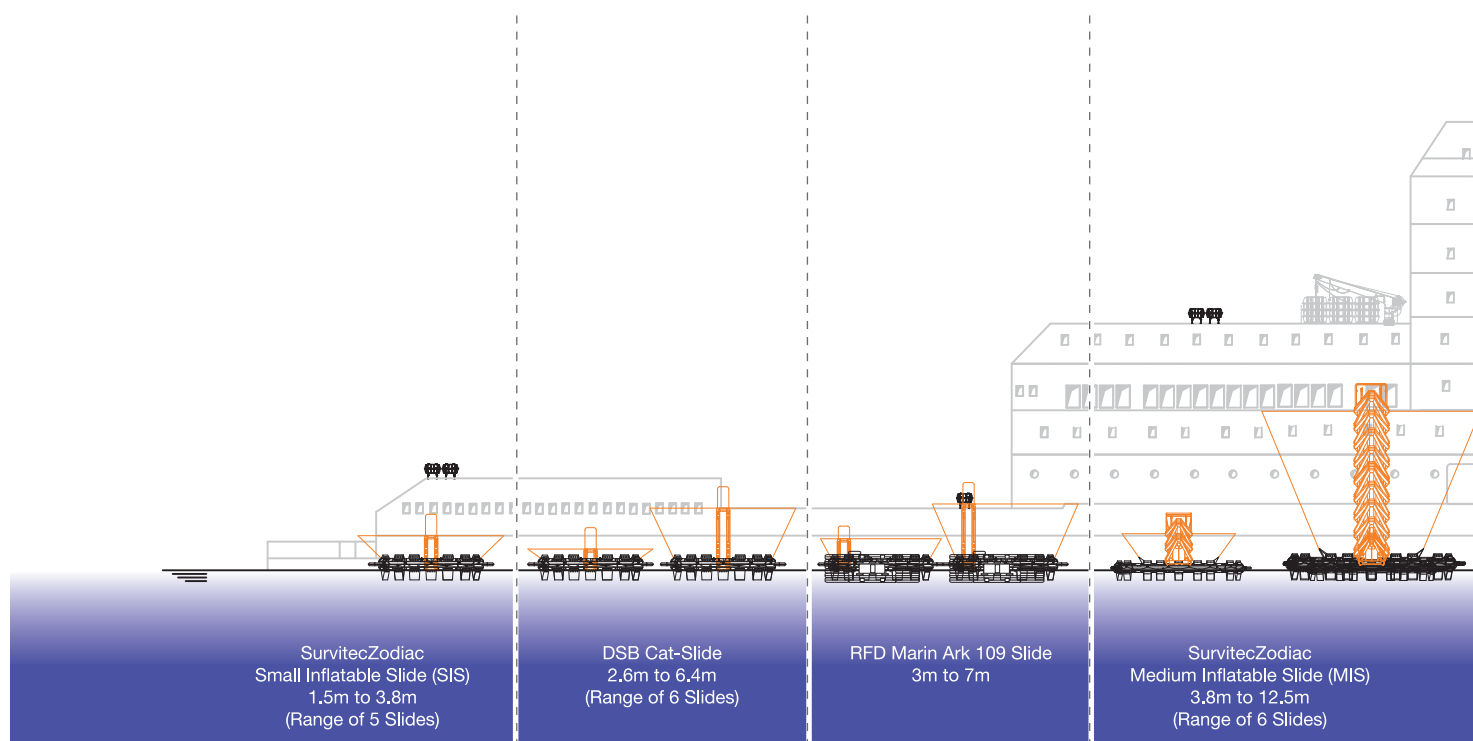 SurvitecZodiac
Small Inflatable Slide (SIS)
1.5m to 3.8m
(Range of 5 Slides)
DSB Cat-Slide
2.6m to 6.4m
(Range of 6 Slides)
RFD Marin Ark 109 Slide
3m to 7m
SurvitecZodiac
Medium Inflatable Slide (MIS)
3.8m to 12.5m
(Range of 6 Slides)